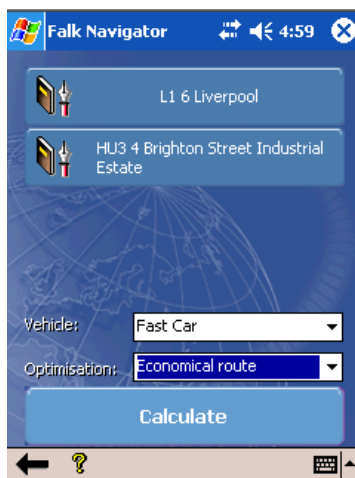 Falk Navigator 4:59
L1 6 Liverpool
HU3 4 Brighton Street Industrial
Estate
Vehicle: Fast Car
Optimisation: Economical route
Calculate
?